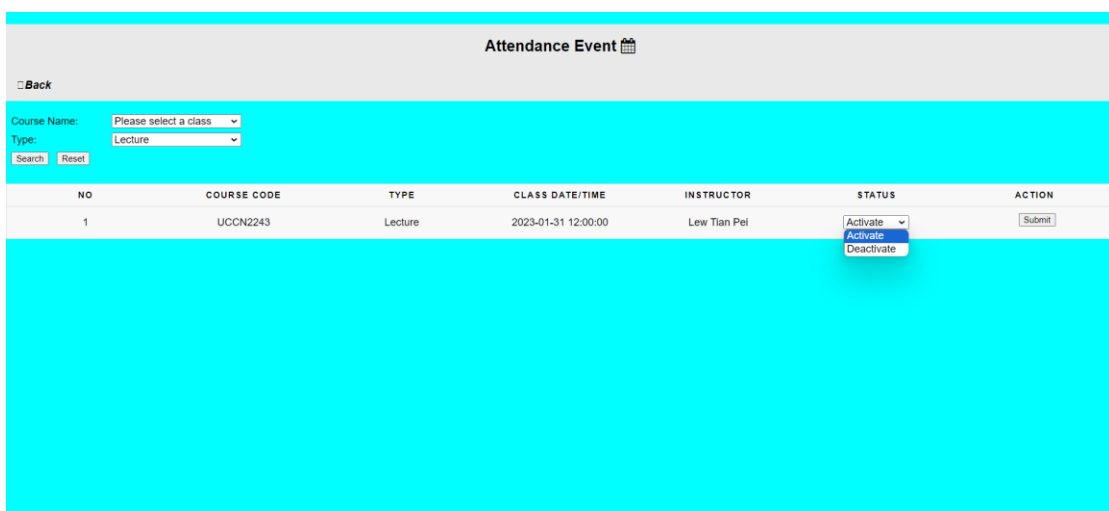 Attendance Event
Back
Course Name: Please select a class
Type: Lecture
Search Reset
NO COURSE CODE TYPE CLASS DATE/TIME INSTRUCTOR STATUS ACTION
1 UCCN2243 Lecture 2023-01-31 12:00:00 Lew Tian Pei Activate Submit
Activate
Deactivate